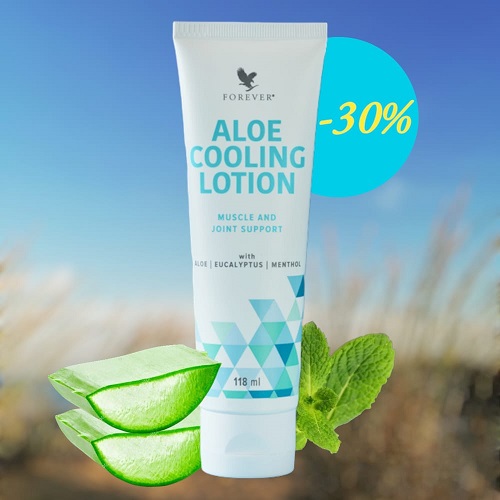 FOREVER®
-30%
ALOE
COOLING
LOTION
MUSCLE AND
JOINT SUPPORT
with
ALOE | EUCALYPTUS | MENTHOL
118 ml